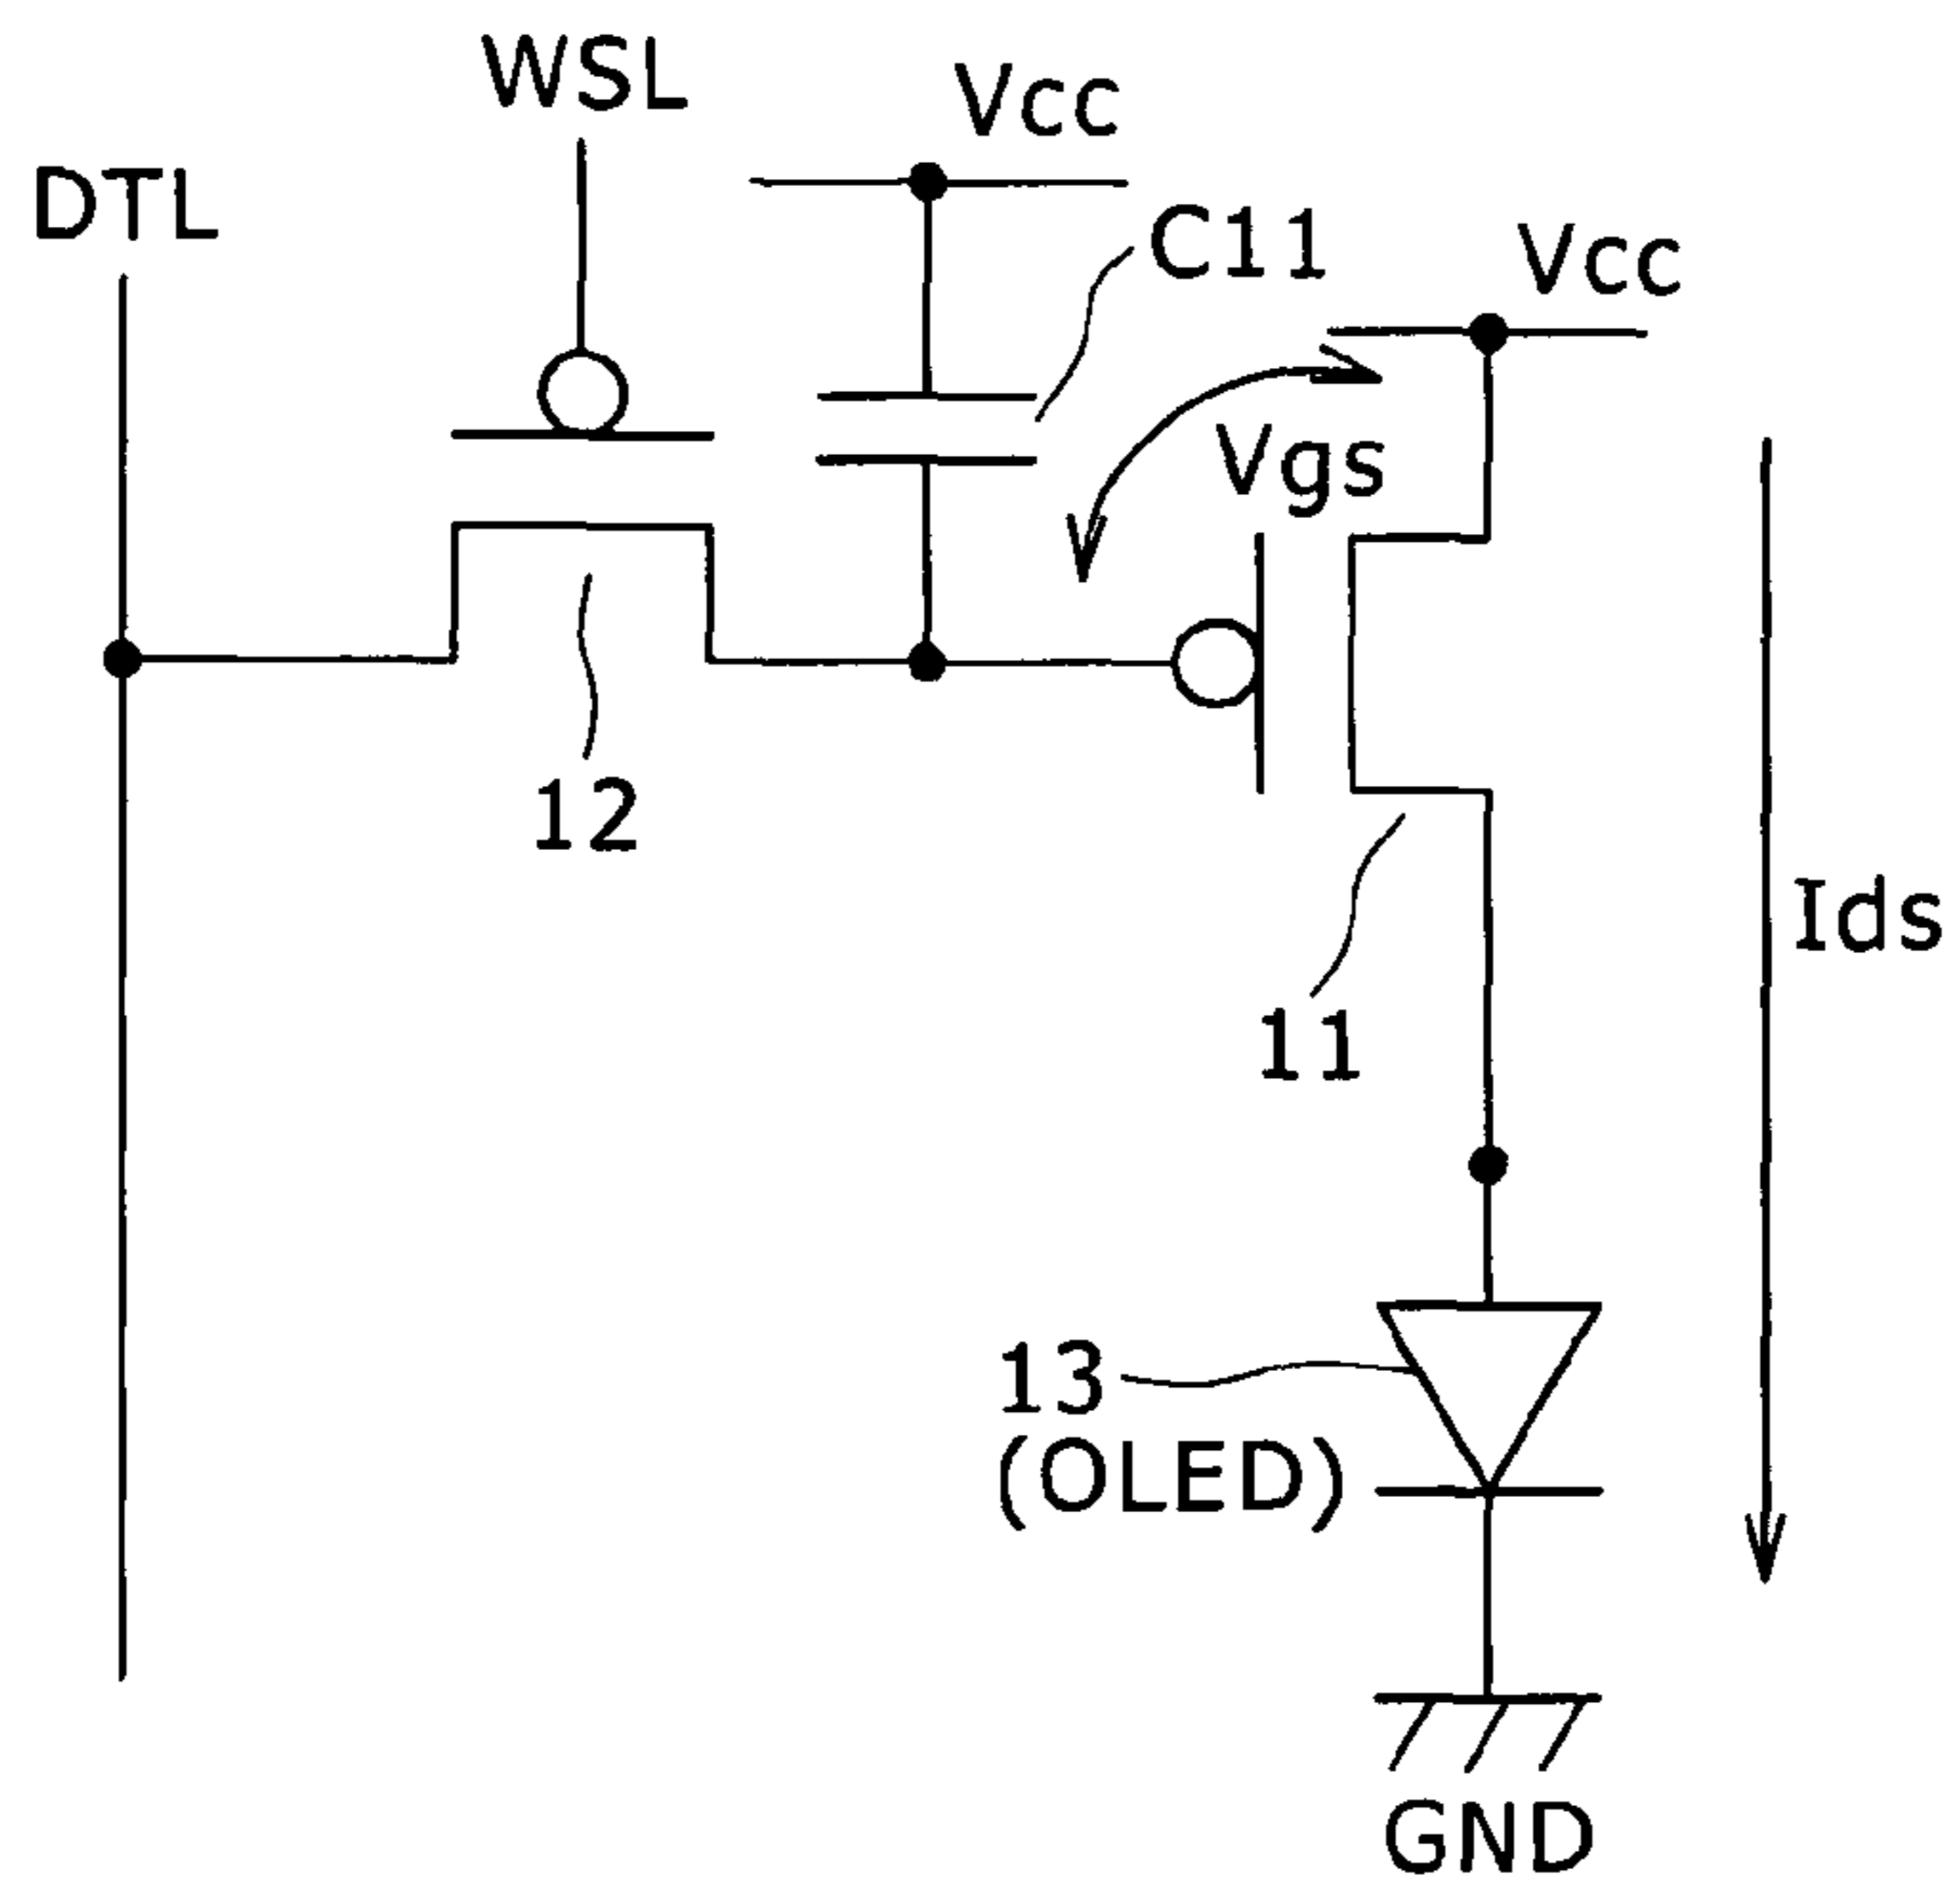 WSL
Vcc
DTL
C11
Vcc
Vgs
12
Ids
11
13
(OLED)
GND